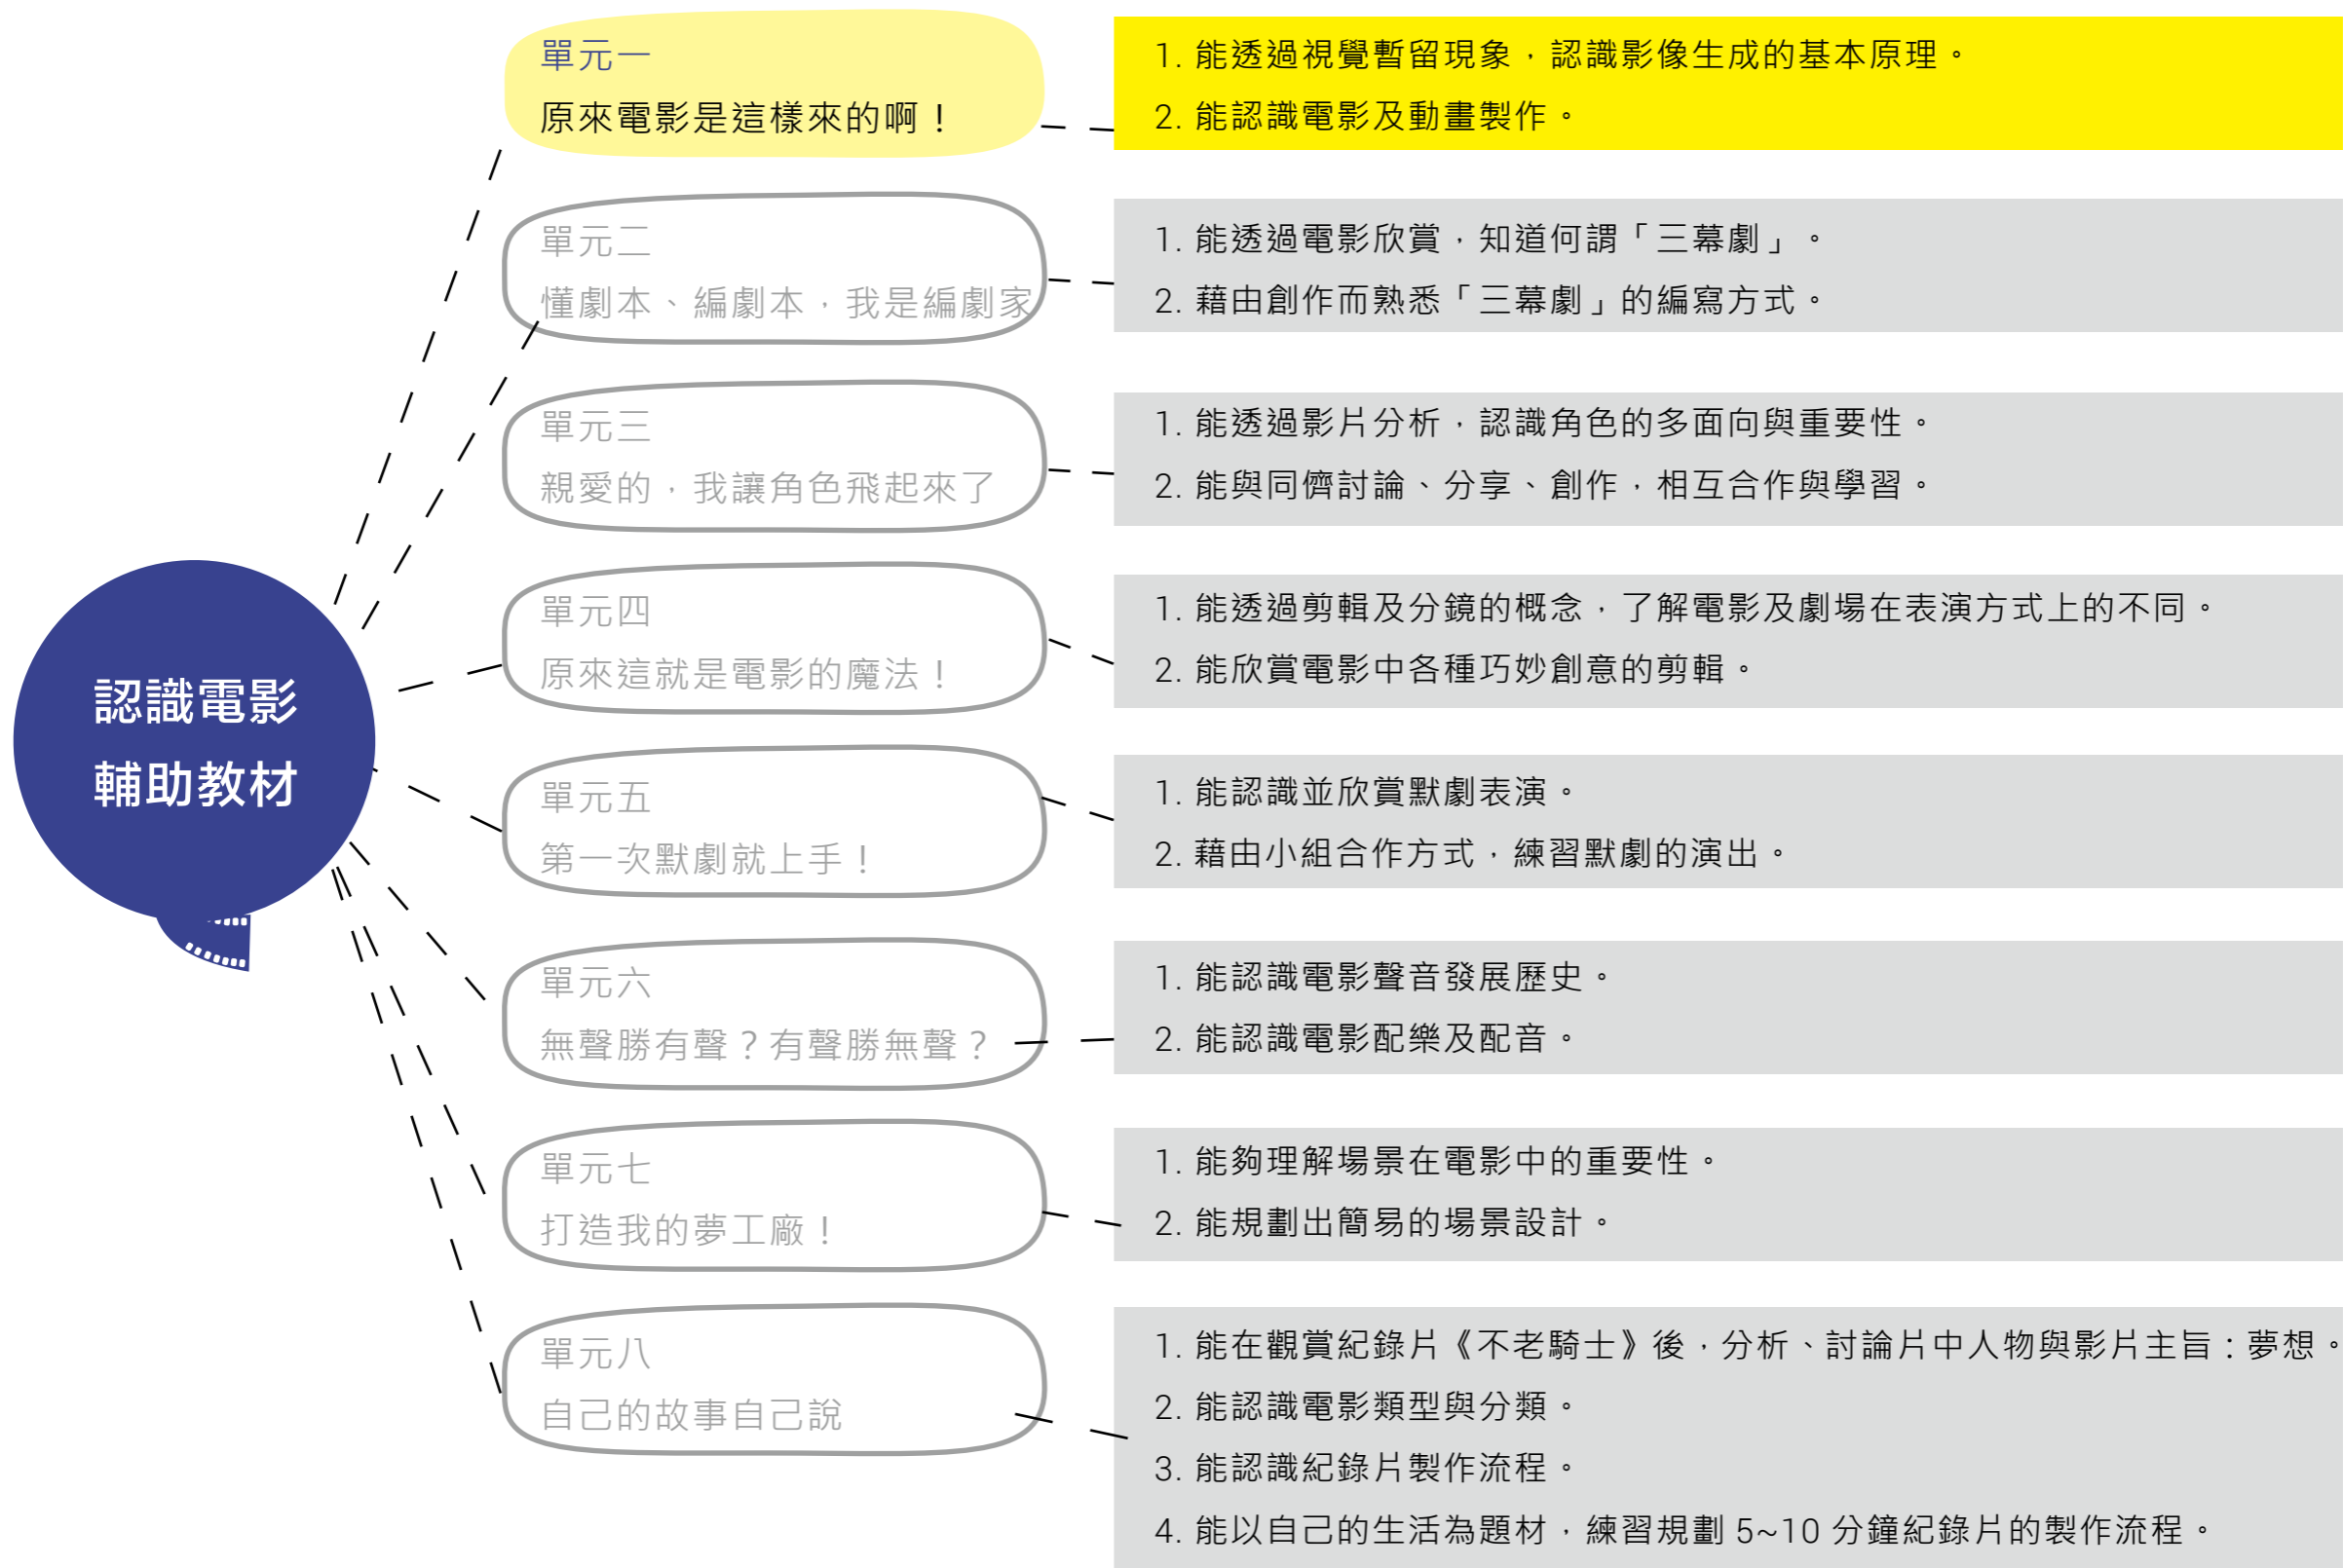 認識電影
輔助教材
單元一
原來電影是這樣來的啊！
1. 能透過視覺暫留現象，認識影像生成的基本原理。
2. 能認識電影及動畫製作。
單元二
懂劇本、編劇本，我是編劇家
1. 能透過電影欣賞，知道何謂「三幕劇」。
2. 藉由創作而熟悉「三幕劇」的編寫方式。
單元三
親愛的，我讓角色飛起來了
1. 能透過影片分析，認識角色的多面向與重要性。
2. 能與同儕討論、分享、創作，相互合作與學習。
單元四
原來這就是電影的魔法！
1. 能透過剪輯及分鏡的概念，了解電影及劇場在表演方式上的不同。
2. 能欣賞電影中各種巧妙創意的剪輯。
單元五
第一次默劇就上手！
1. 能認識並欣賞默劇表演。
2. 藉由小組合作方式，練習默劇的演出。
單元六
無聲勝有聲？有聲勝無聲？
1. 能認識電影聲音發展歷史。
2. 能認識電影配樂及配音。
單元七
打造我的夢工廠！
1. 能夠理解場景在電影中的重要性。
2. 能規劃出簡易的場景設計。
單元八
自己的故事自己說
1. 能在觀賞紀錄片《不老騎士》後，分析、討論片中人物與影片主旨：夢想。
2. 能認識電影類型與分類。
3. 能認識紀錄片製作流程。
4. 能以自己的生活為題材，練習規劃 5~10 分鐘紀錄片的製作流程。